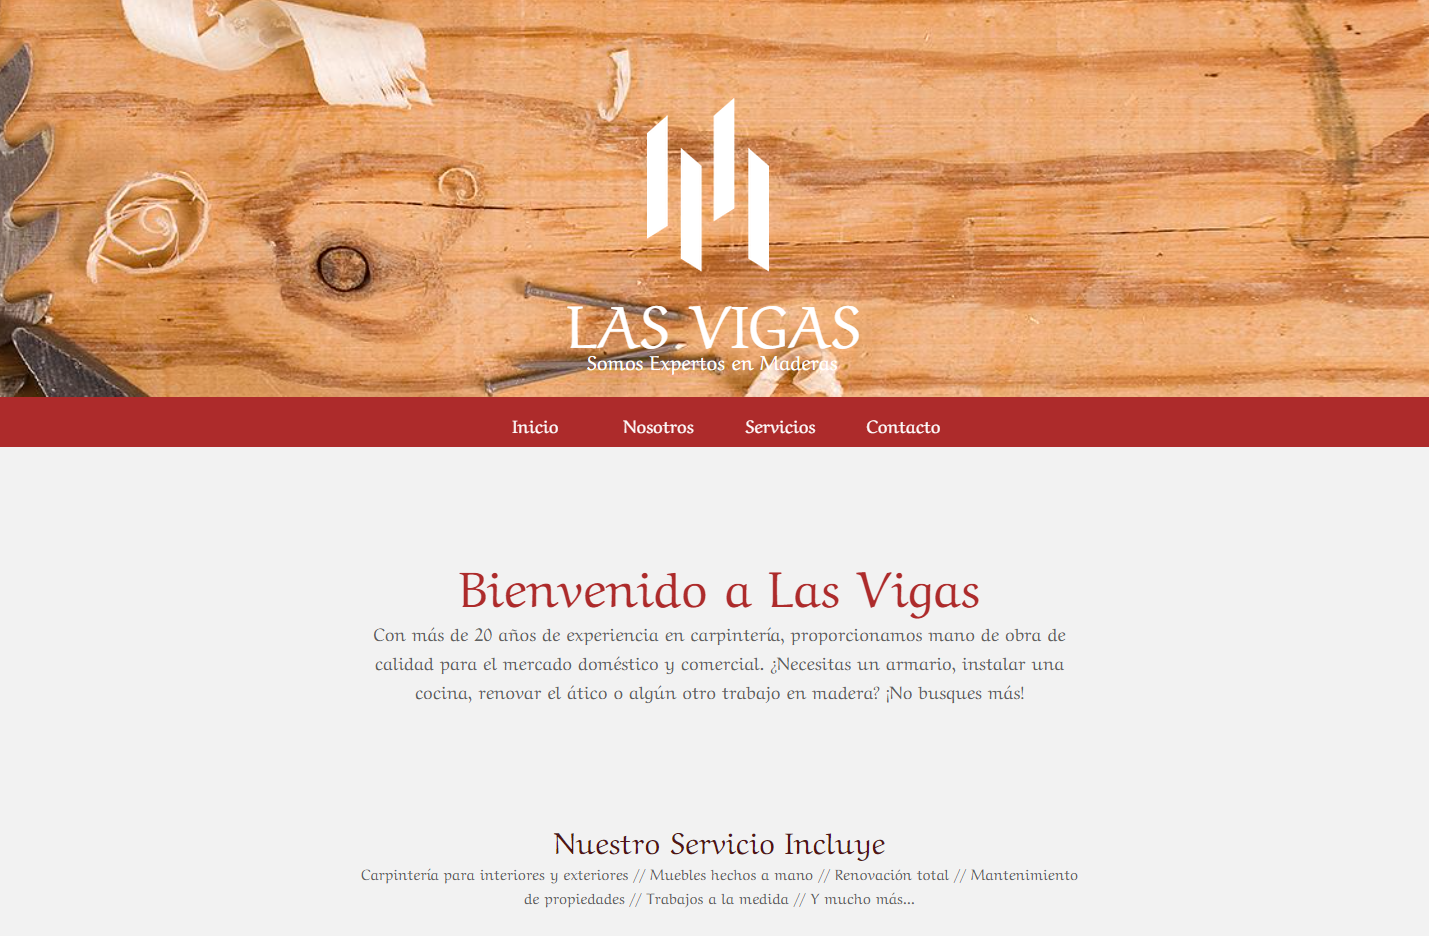 LAS VIGAS
Somos Expertos en Maderas
Inicio Nosotros Servicios Contacto
Bienvenido a Las Vigas
Con más de 20 años de experiencia en carpintería, proporcionamos mano de obra de
calidad para el mercado doméstico y comercial. ¿Necesitas un armario, instalar una
cocina, renovar el ático o algún otro trabajo en madera? ¡No busques más!
Nuestro Servicio Incluye
Carpintería para interiores y exteriores // Muebles hechos a mano // Renovación total // Mantenimiento
de propiedades // Trabajos a la medida // Y mucho más...